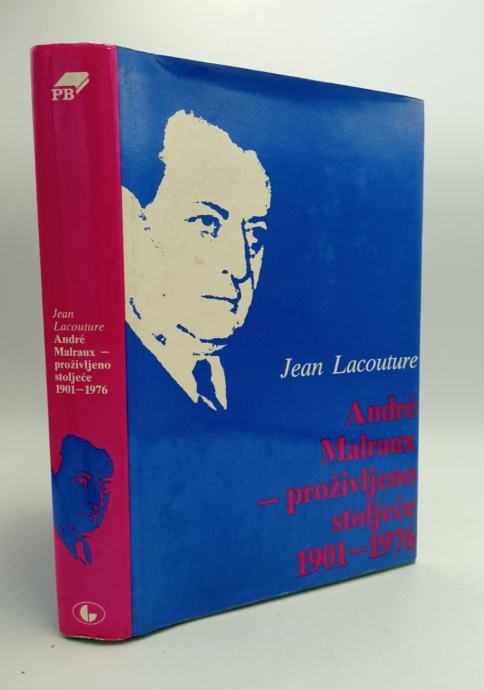 PB
Jean
Lacouture
André
Malraux —
proživljeno
stoljeće
1901—1976
Jean Lacouture
André
Malraux
— proživljeno
stoljeće
1901—1976